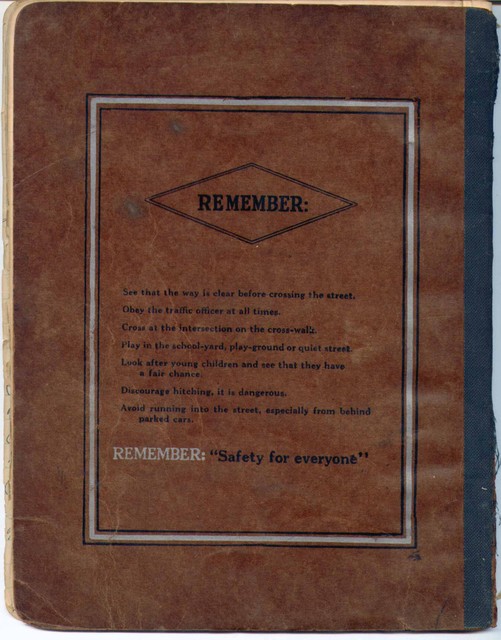 REMEMBER:
See that the way is clear before crossing the street.
Obey the traffic officer at all times.
Cross at the intersection on the cross-walk.
Play in the school-yard, play-ground or quiet street.
Look after young children and see that they have
a fair chance.
Discourage hitching, it is dangerous.
Avoid running into the street, especially from behind
parked cars.
REMEMBER: "Safety for everyone"